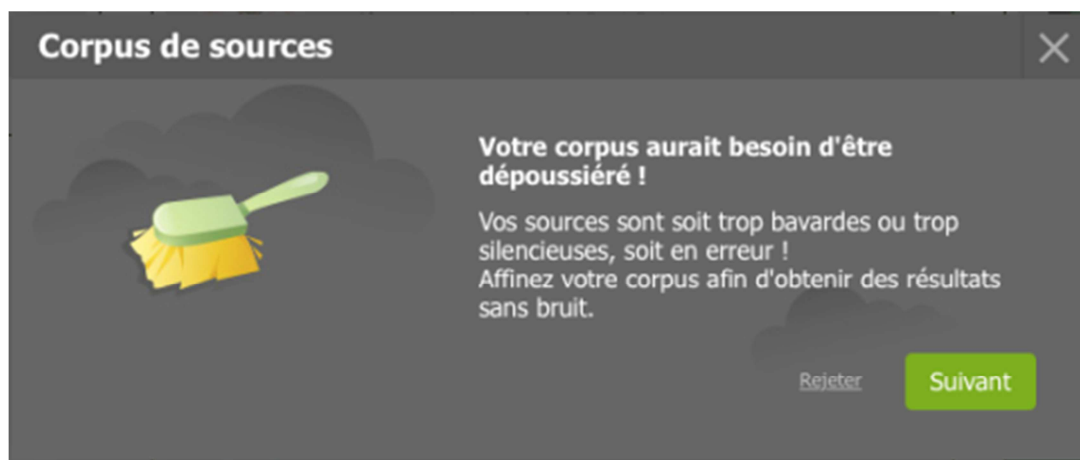 Corpus de sources
Votre corpus aurait besoin d'être
dépoussiéré !
Vos sources sont soit trop bavardes ou trop
silencieuses, soit en erreur !
Affinez votre corpus afin d'obtenir des résultats
sans bruit.
Rejeter
Suivant